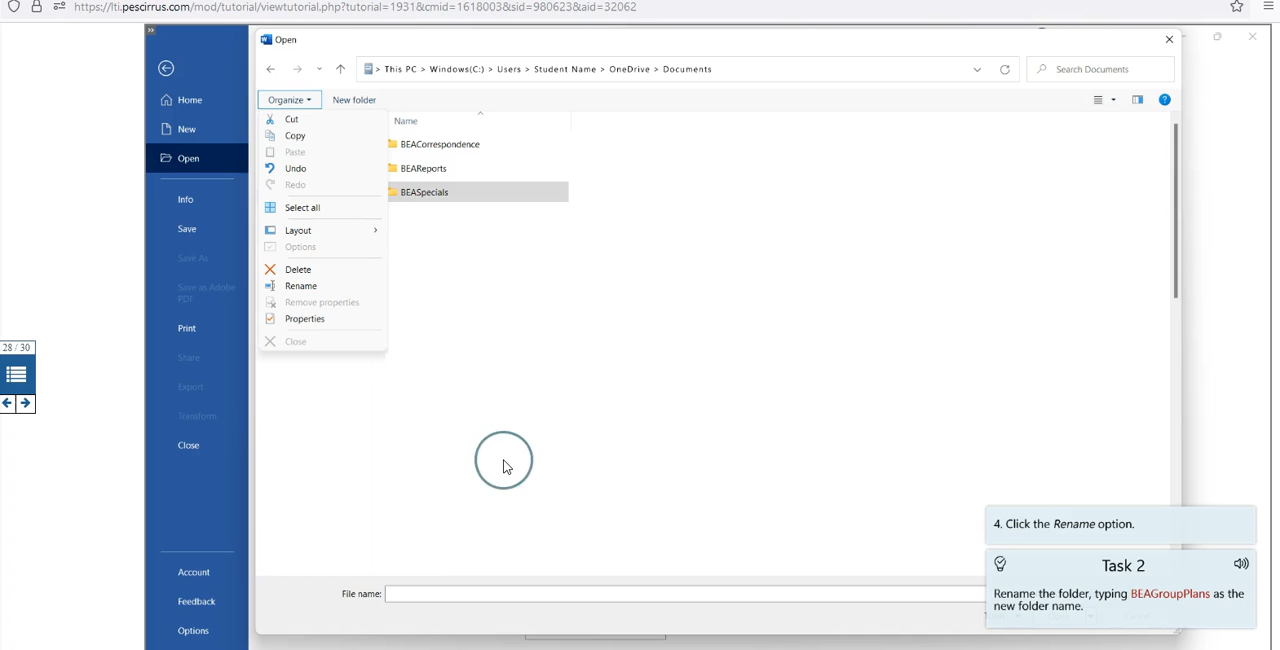 https://lti.pescirrus.com/mod/tutorial/viewtutorial.php?tutorial=1931&cmid=1618003&sid=980623&aid=32062
Open
> This PC > Windows(C:) > Users > Student Name > OneDrive > Documents
Search Documents
Organize
New folder
Home
New
Open
Info
Save
Save As
Save as Adobe
PDF
Print
Share
Export
Transform
Close
Account
Feedback
Options
Cut
Copy
Paste
Undo
Redo
Select all
Layout
Options
Delete
Rename
Remove properties
Properties
Close
Name
BEACorrespondence
BEAReports
BEASpecials
28 / 30
File name:
4. Click the Rename option.
Task 2
Rename the folder, typing BEAGroupPlans as the
new folder name.